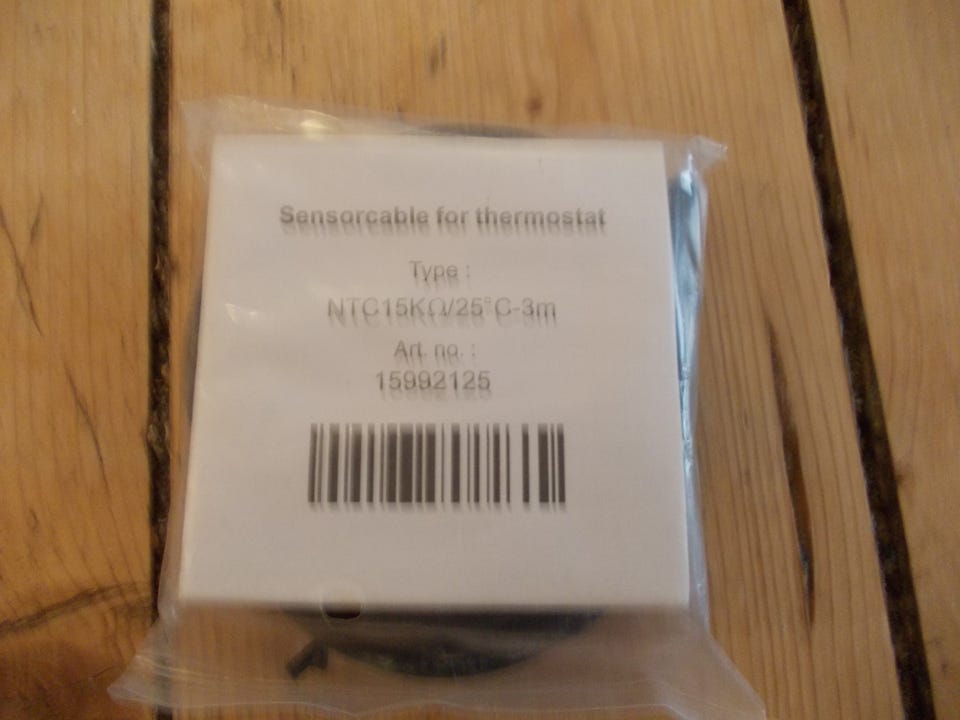 Sensorcable for thermostat
Type :
NTC15KΩ/25°C-3m
Art. no. :
15992125